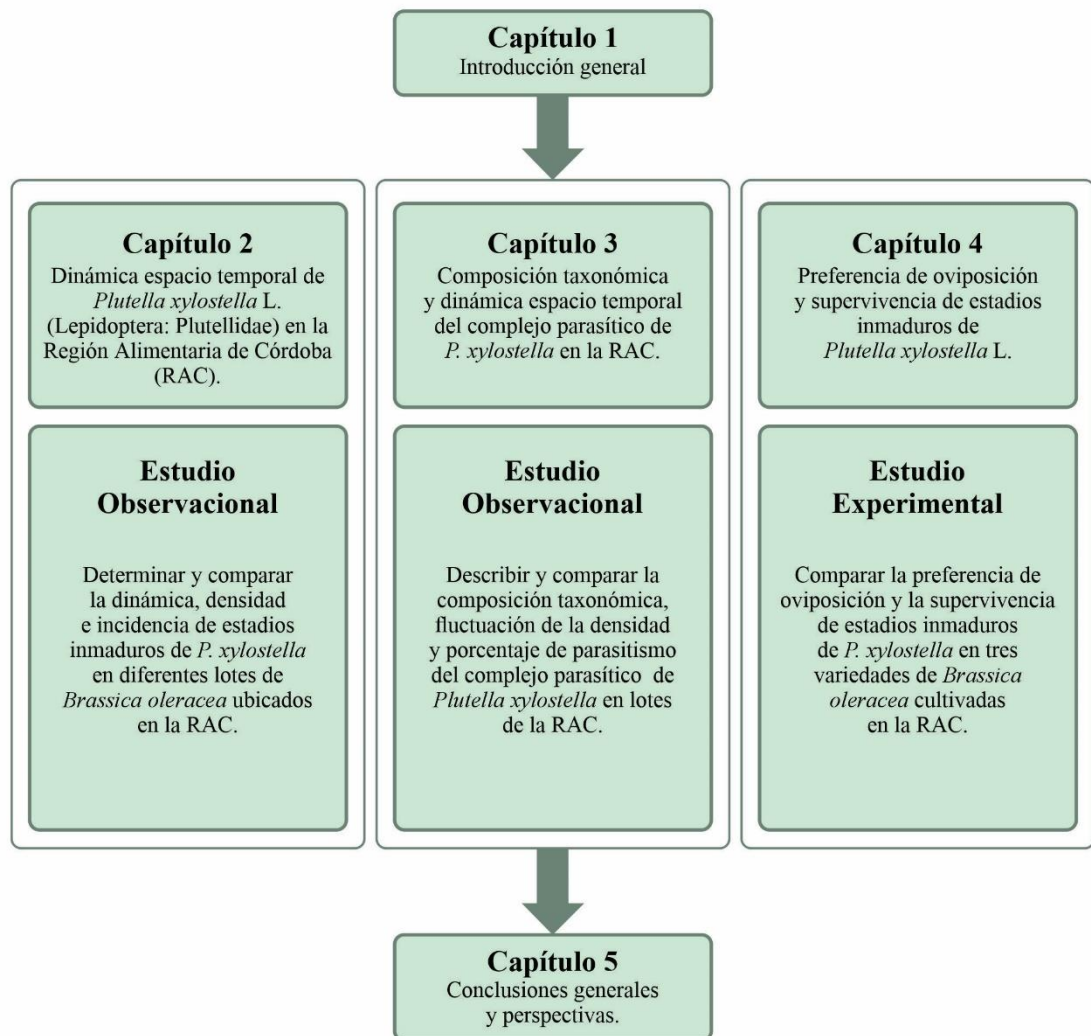 Capítulo 1
Introducción general
Capítulo 2
Dinámica espacio temporal de
Plutella xylostella L.
(Lepidoptera: Plutellidae) en la
Región Alimentaria de Córdoba
(RAC).
Estudio
Observacional
Determinar y comparar
la dinámica, densidad
e incidencia de estadios
inmaduros de P. xylostella
en diferentes lotes de
Brassica oleracea ubicados
en la RAC.
Capítulo 3
Composición taxonómica
y dinámica espacio temporal
del complejo parasítico de
P. xylostella en la RAC.
Estudio
Observacional
Describir y comparar la
composición taxonómica,
fluctuación de la densidad
y porcentaje de parasitismo
del complejo parasítico de
Plutella xylostella en lotes
de la RAC.
Capítulo 4
Preferencia de oviposición
y supervivencia de estadios
inmaduros de
Plutella xylostella L.
Estudio
Experimental
Comparar la preferencia de
oviposición y la supervivencia
de estadios inmaduros
de P. xylostella en tres
variedades de Brassica
oleracea cultivadas
en la RAC.
Capítulo 5
Conclusiones generales
y perspectivas.